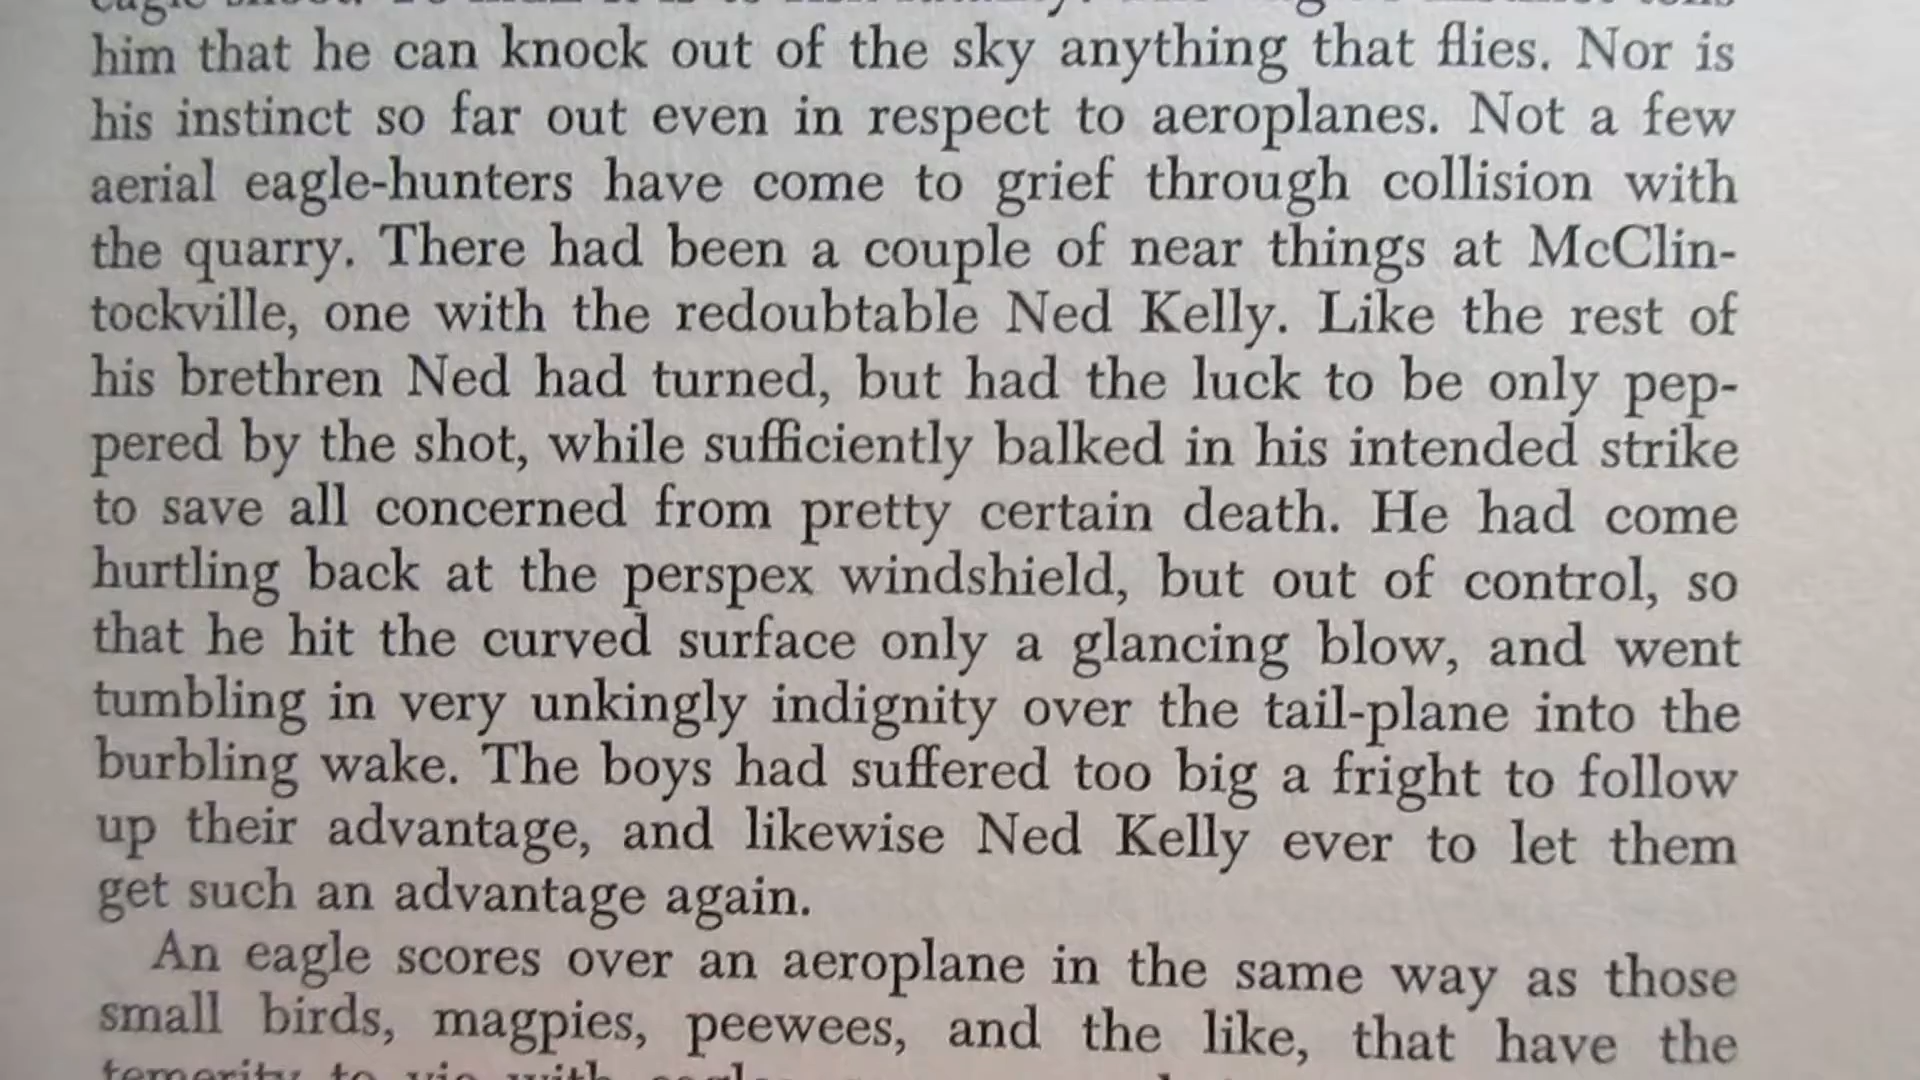 him that he can knock out of the sky anything that flies. Nor is
his instinct so far out even in respect to aeroplanes. Not a few
aerial eagle-hunters have come to grief through collision with
the quarry. There had been a couple of near things at McClin-
tockville, one with the redoubtable Ned Kelly. Like the rest of
his brethren Ned had turned, but had the luck to be only pep-
pered by the shot, while sufficiently balked in his intended strike
to save all concerned from pretty certain death. He had come
hurtling back at the perspex windshield, but out of control, so
that he hit the curved surface only a glancing blow, and went
tumbling in very unkingly indignity over the tail-plane into the
burbling wake. The boys had suffered too big a fright to follow
up their advantage, and likewise Ned Kelly ever to let them
get such an advantage again.
An eagle scores over an aeroplane in the same way as those
small birds, magpies, peewees, and the like, that have the
temerity to vie with